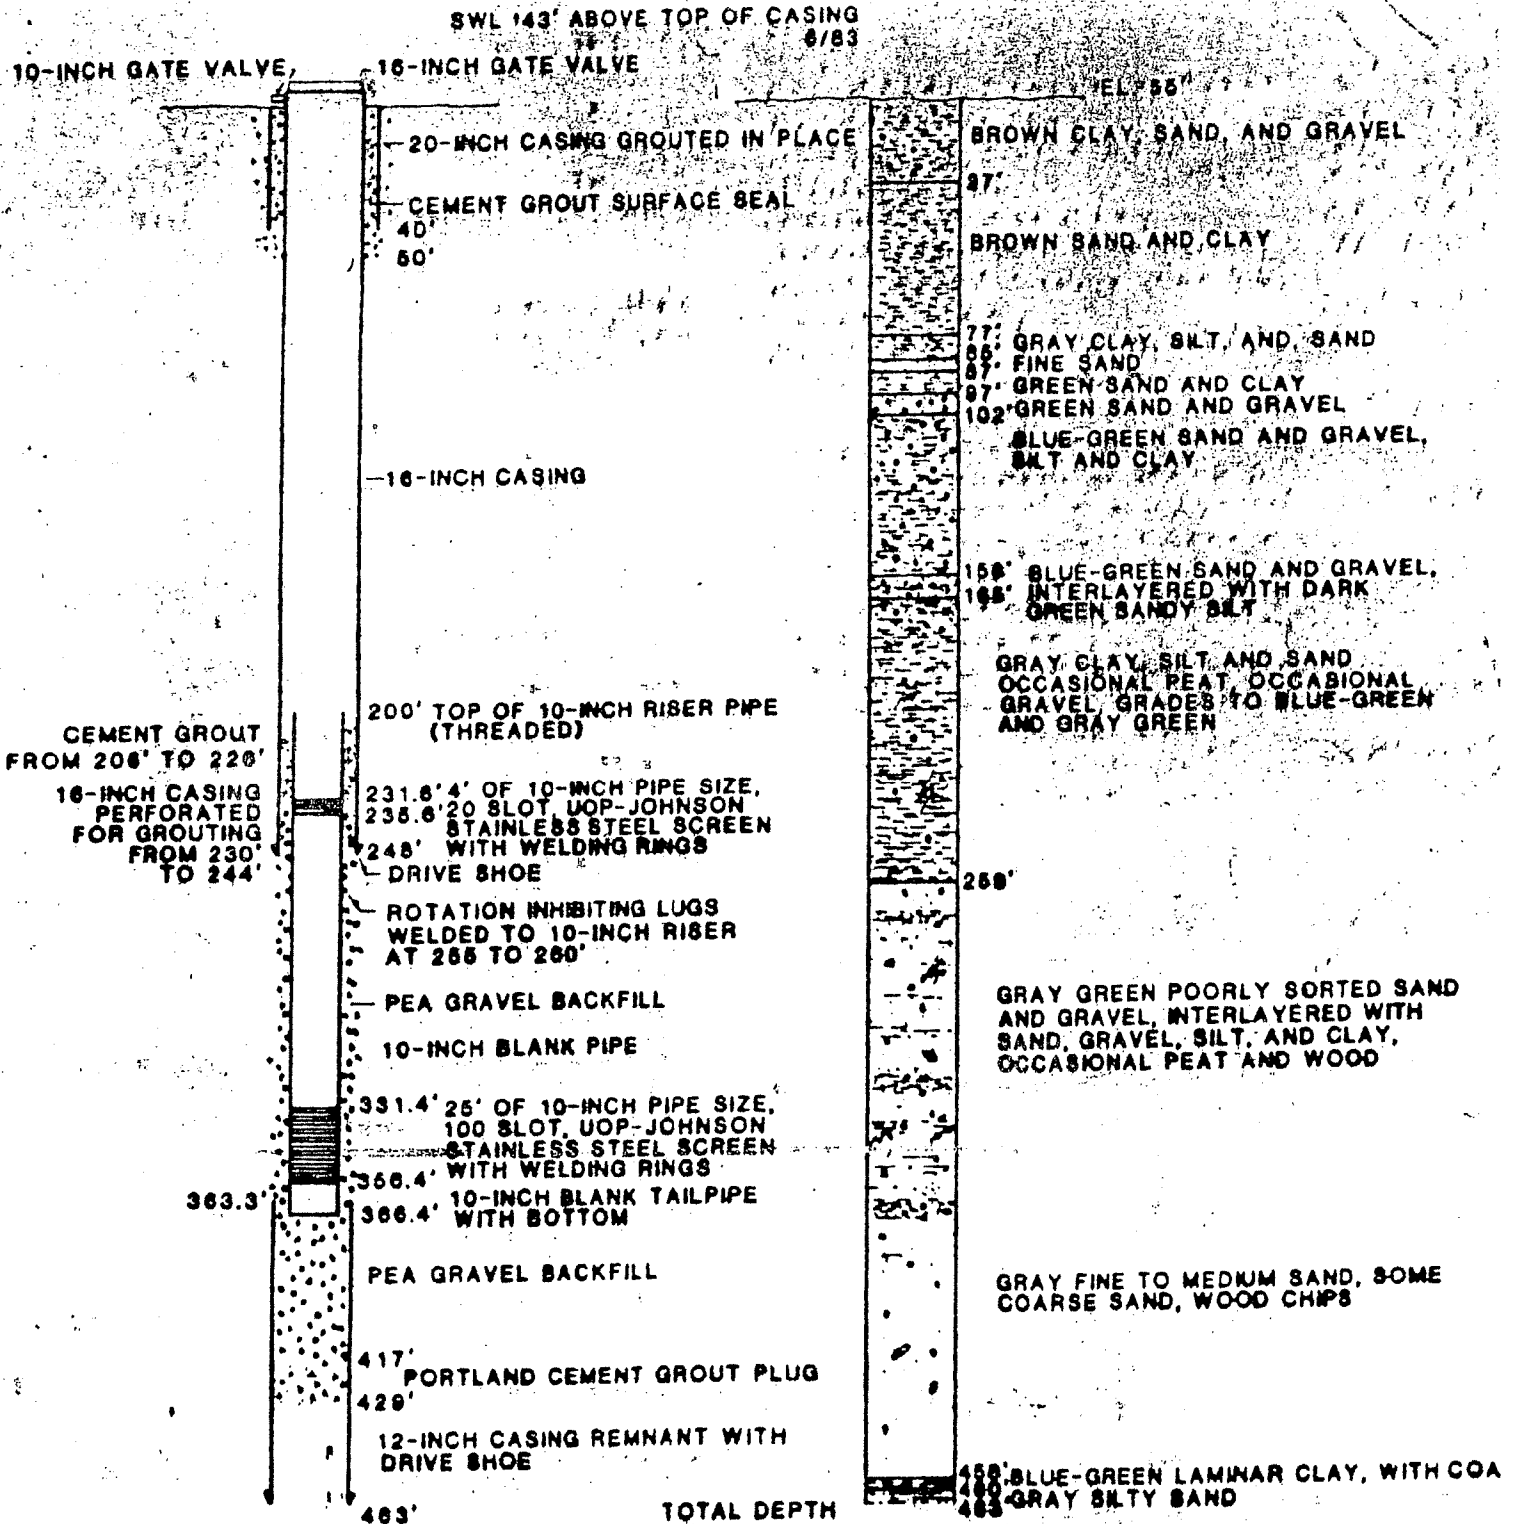 SWL 143' ABOVE TOP OF CASING
6/83
10-INCH GATE VALVE
16-INCH GATE VALVE
20-INCH CASING GROUTED IN PLACE
CEMENT GROUT SURFACE SEAL
40'
50'
16-INCH CASING
200' TOP OF 10-INCH RISER PIPE
(THREADED)
CEMENT GROUT
FROM 206' TO 226'
16-INCH CASING
PERFORATED
FOR GROUTING
FROM 230'
TO 244'
231.6' 4' OF 10-INCH PIPE SIZE,
235.6' 20 SLOT, UOP-JOHNSON
STAINLESS STEEL SCREEN
248' WITH WELDING RINGS
DRIVE SHOE
ROTATION INHIBITING LUGS
WELDED TO 10-INCH RISER
AT 255 TO 260'
PEA GRAVEL BACKFILL
10-INCH BLANK PIPE
331.4' 25' OF 10-INCH PIPE SIZE,
100 SLOT, UOP-JOHNSON
STAINLESS STEEL SCREEN
WITH WELDING RINGS
356.4'
363.3'
10-INCH BLANK TAILPIPE
366.4' WITH BOTTOM
PEA GRAVEL BACKFILL
417'
PORTLAND CEMENT GROUT PLUG
429'
12-INCH CASING REMNANT WITH
DRIVE SHOE
463'
TOTAL DEPTH
EL
BROWN CLAY, SAND, AND GRAVEL
BROWN SAND AND CLAY
77'
GRAY CLAY, SILT, AND SAND
FINE SAND
87'
97' GREEN SAND AND CLAY
102' GREEN SAND AND GRAVEL
BLUE-GREEN SAND AND GRAVEL,
SILT AND CLAY
BLUE-GREEN SAND AND GRAVEL,
INTERLAYERED WITH DARK
GREEN SANDY SILT
GRAY CLAY, SILT AND SAND
OCCASIONAL PEAT, OCCASIONAL
GRAVEL, GRADES TO BLUE-GREEN
AND GRAY GREEN
259'
GRAY GREEN POORLY SORTED SAND
AND GRAVEL, INTERLAYERED WITH
SAND, GRAVEL, SILT, AND CLAY,
OCCASIONAL PEAT AND WOOD
GRAY FINE TO MEDIUM SAND, SOME
COARSE SAND, WOOD CHIPS
BLUE-GREEN LAMINAR CLAY, WITH COA
GRAY SILTY SAND
463'